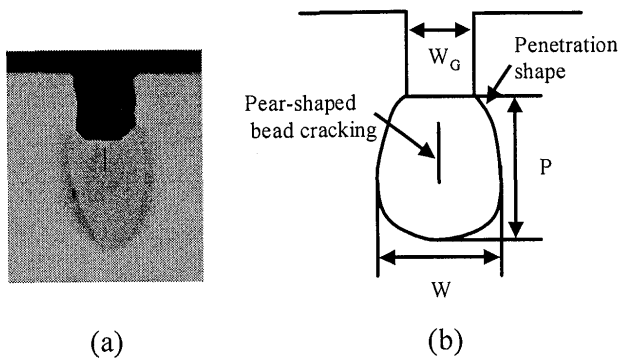 W_G
Penetration
shape
Pear-shaped
bead cracking
P
W
(a)
(b)